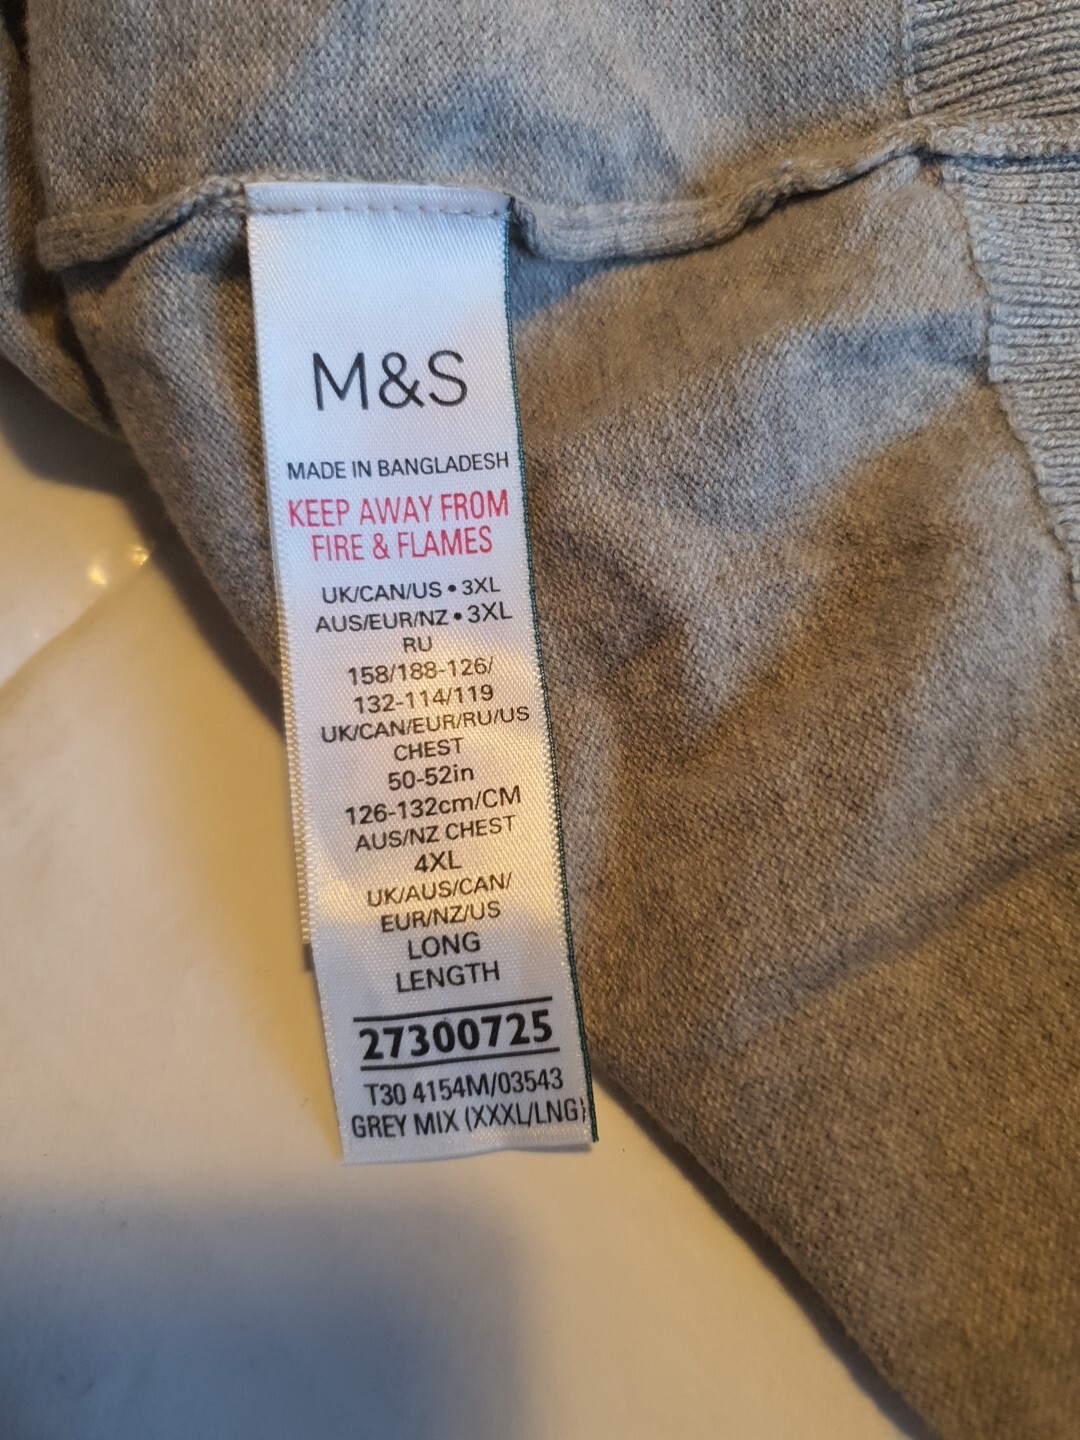 M&S
MADE IN BANGLADESH
KEEP AWAY FROM
FIRE & FLAMES
UK/CAN/US • 3XL
AUS/EUR/NZ • 3XL
RU
158/188-126/
132-114/119
UK/CAN/EUR/RU/US
CHEST
50-52in
126-132cm/CM
AUS/NZ CHEST
4XL
UK/AUS/CAN/
EUR/NZ/US
LONG
LENGTH
27300725
T30 4154M/03543
GREY MIX (XXXL/LNG)